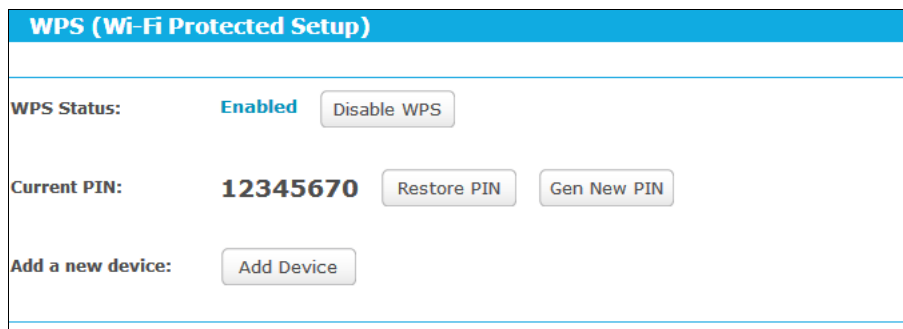 WPS (Wi-Fi Protected Setup)
WPS Status: Enabled Disable WPS
Current PIN: 12345670 Restore PIN Gen New PIN
Add a new device: Add Device